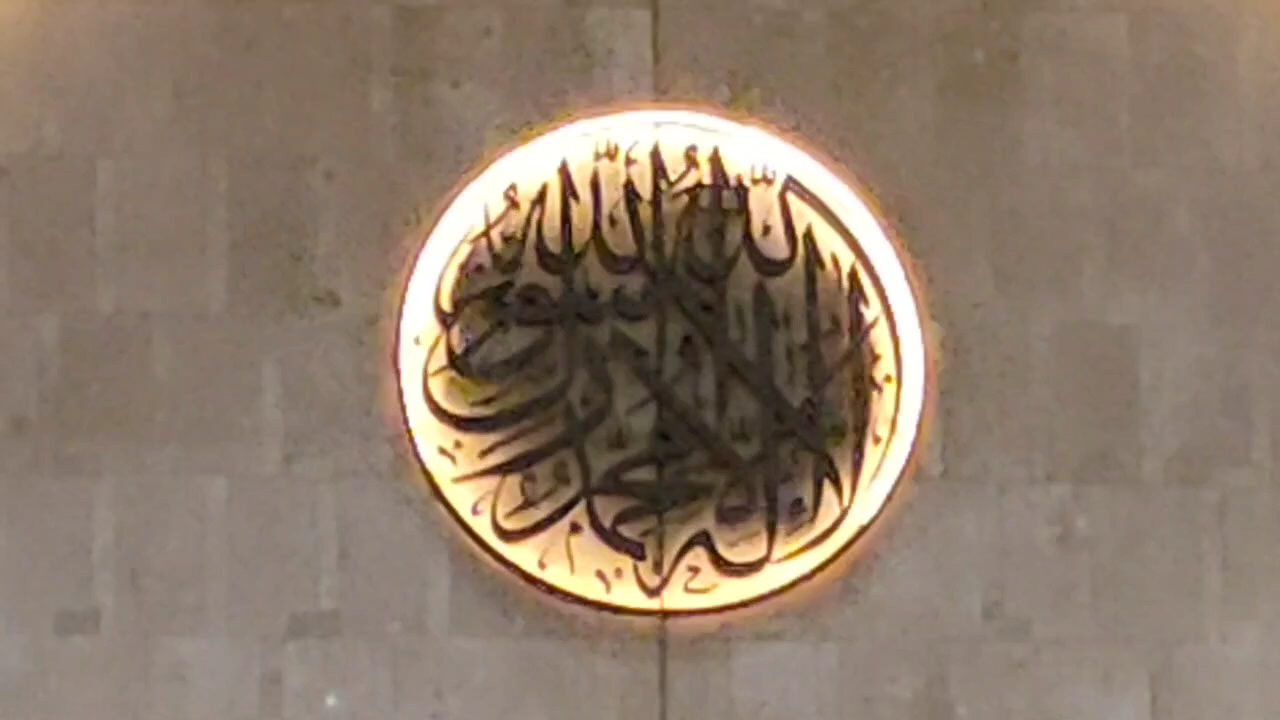 لا إله إلا الله محمد رسول الله